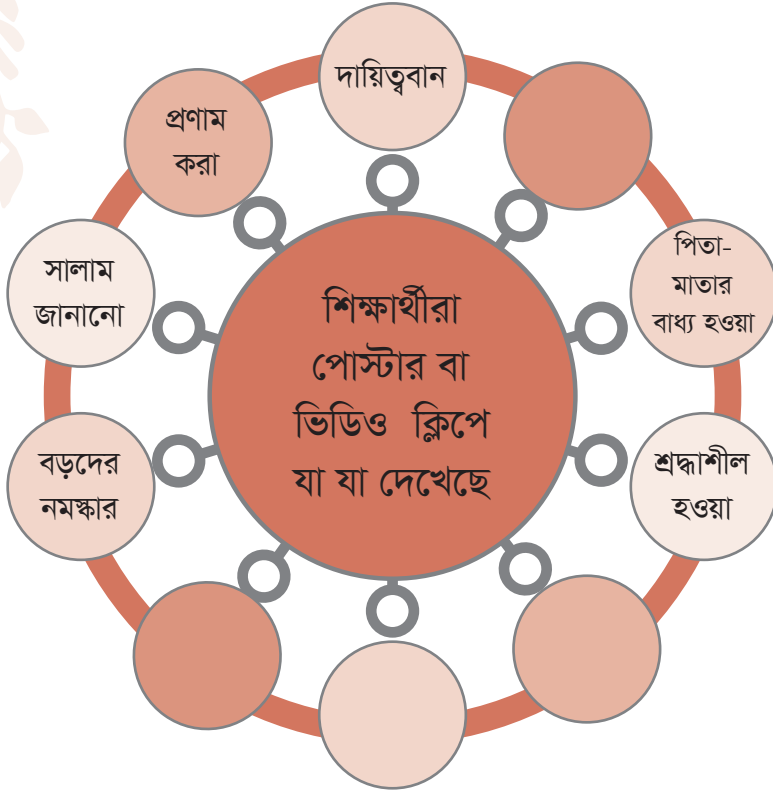 দায়িত্ববান
প্রণাম
করা
পিতা-
মাতার
বাধ্য হওয়া
সালাম
জানানো
শিক্ষার্থীরা
পোস্টার বা
ভিডিও ক্লিপে
যা যা দেখেছে
বড়দের
নমস্কার
শ্রদ্ধাশীল
হওয়া